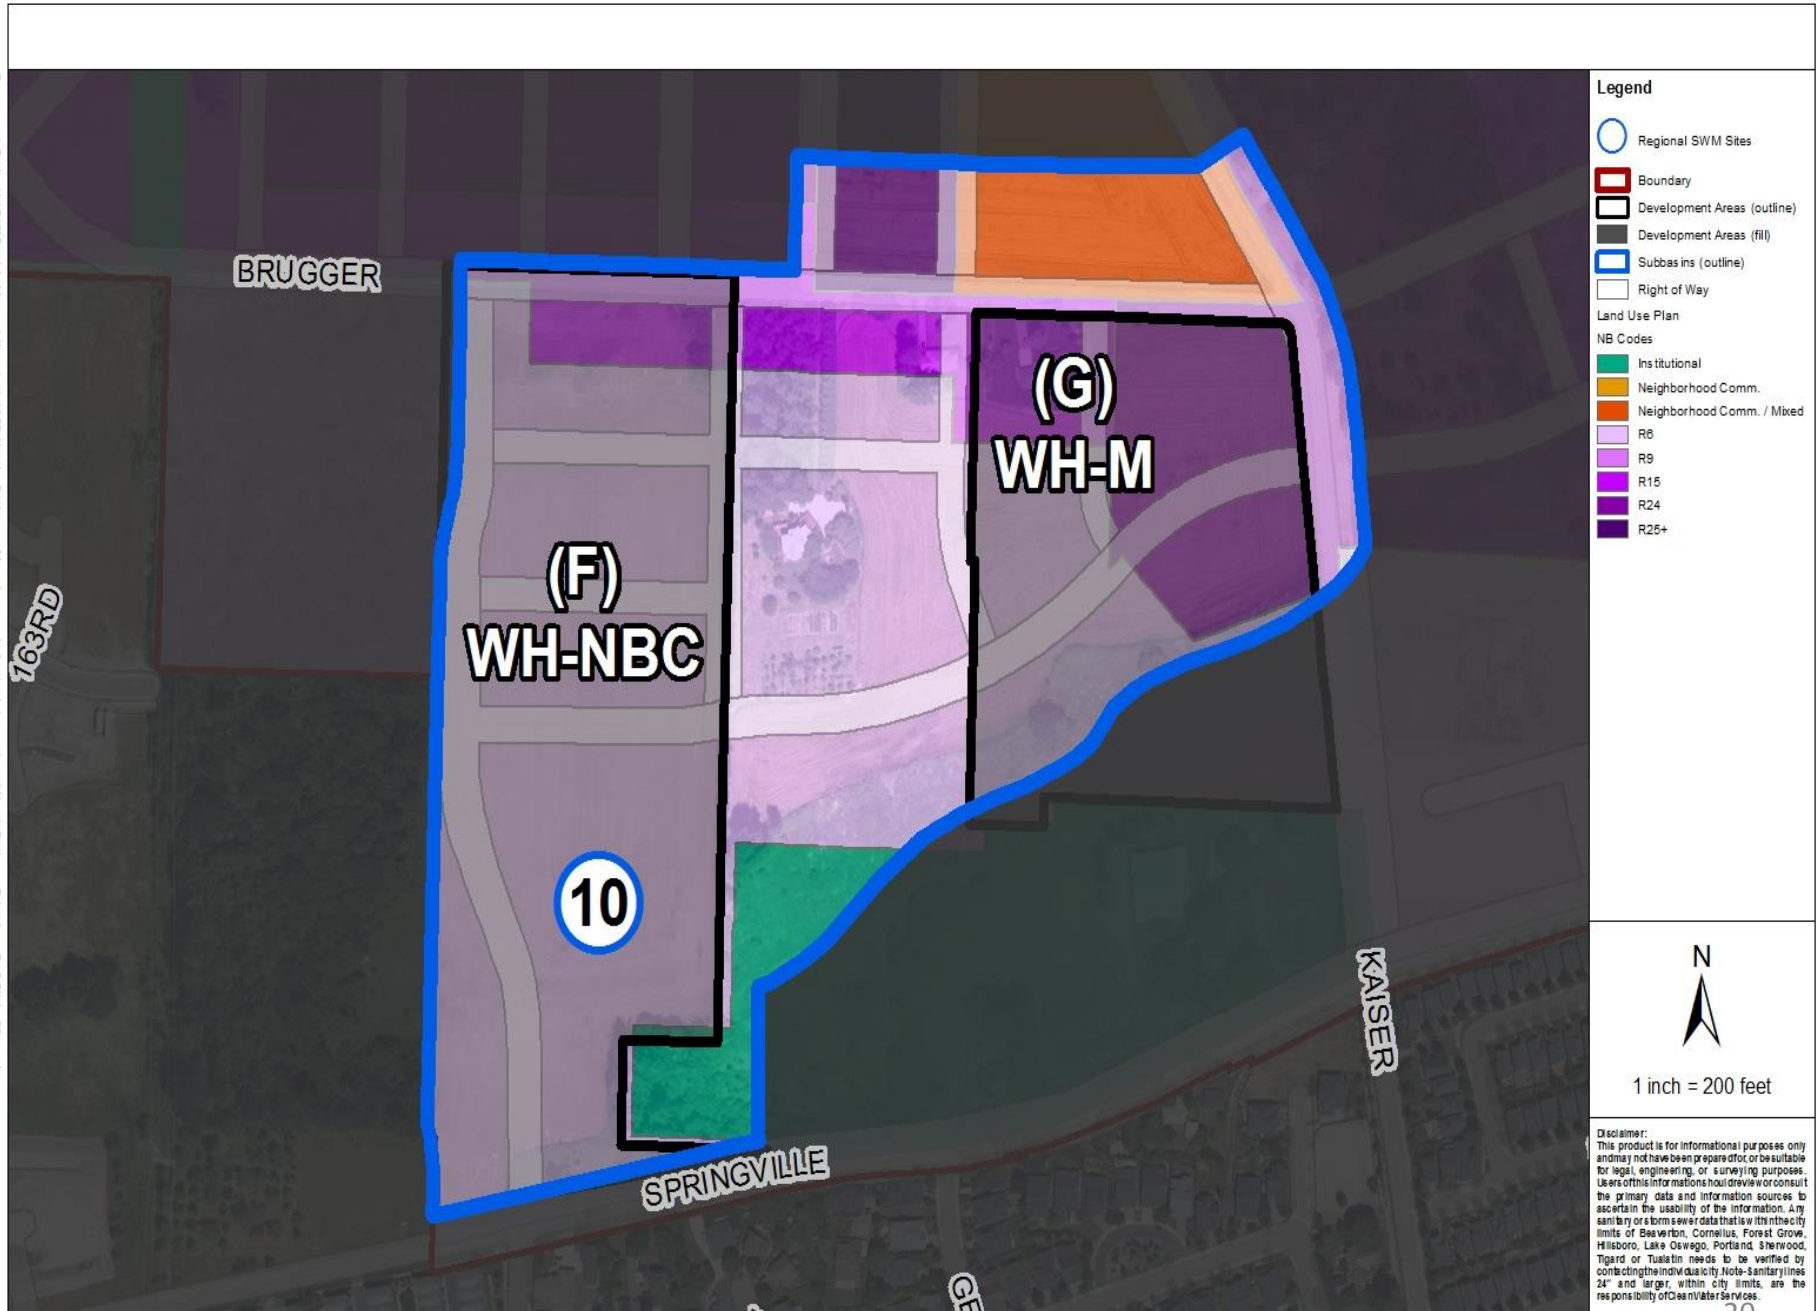 BRUGGER
163RD
(F)
WH-NBC
(G)
WH-M
10
SPRINGVILLE
KAISER
Legend
Regional SWM Sites
Boundary
Development Areas (outline)
Development Areas (fill)
Subbasins (outline)
Right of Way
Land Use Plan
NB Codes
Institutional
Neighborhood Comm.
Neighborhood Comm. / Mixed
R6
R9
R15
R24
R25+
N
1 inch = 200 feet
Disclaimer:
This product is for informational purposes only
and may not have been prepared for, or be suitable
for legal, engineering, or surveying purposes.
Users of this information should review or consult
the primary data and information sources to
ascertain the usability of the information. Any
sanitary or storm sewer data that is within the city
limits of Beaverton, Cornelius, Forest Grove,
Hillsboro, Lake Oswego, Portland, Sherwood,
Tigard or Tualatin needs to be verified by
contacting the individual city. Note-Sanitary lines
24" and larger, within city limits, are the
responsibility of CleanWater Services.